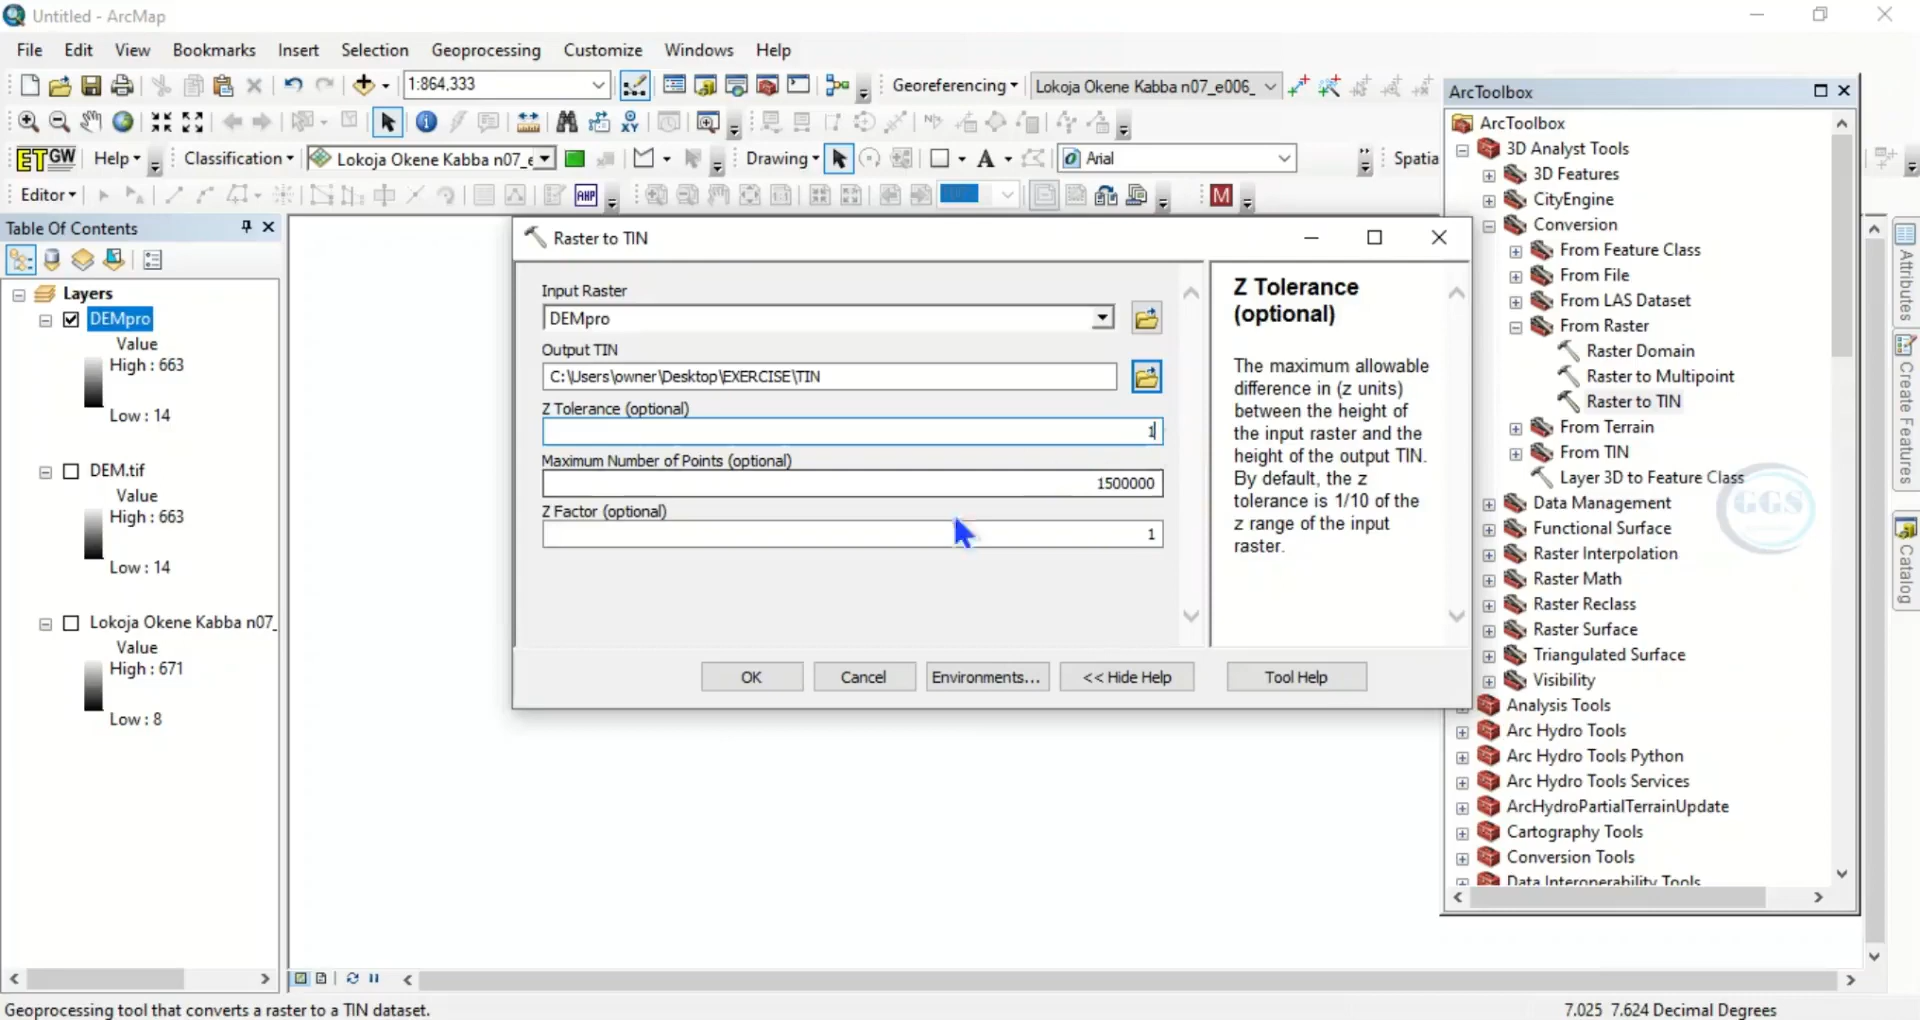 Untitled - ArcMap
File Edit View Bookmarks Insert Selection Geoprocessing Customize Windows Help
1:864,333
Georeferencing
Lokoja Okene Kabba n07_e006_
ET GW Help Classification
Lokoja Okene Kabba n07_e
Drawing
A
Arial
Spatia
Editor
AHP
M
Table Of Contents
Layers
DEMpro
Value
High : 663
Low : 14
DEM.tif
Value
High : 663
Low : 14
Lokoja Okene Kabba n07_
Value
High : 671
Low : 8
Raster to TIN
Input Raster
DEMpro
Output TIN
C:\Users\owner\Desktop\EXERCISE\TIN
Z Tolerance (optional)
1
Maximum Number of Points (optional)
1500000
Z Factor (optional)
1
OK Cancel Environments... << Hide Help Tool Help
Z Tolerance
(optional)
The maximum allowable
difference in (z units)
between the height of
the input raster and the
height of the output TIN.
By default, the z
tolerance is 1/10 of the
z range of the input
raster.
ArcToolbox
ArcToolbox
3D Analyst Tools
3D Features
CityEngine
Conversion
From Feature Class
From File
From LAS Dataset
From Raster
Raster Domain
Raster to Multipoint
Raster to TIN
From Terrain
From TIN
Layer 3D to Feature Class
Data Management
Functional Surface
Raster Interpolation
Raster Math
Raster Reclass
Raster Surface
Triangulated Surface
Visibility
Analysis Tools
Arc Hydro Tools
Arc Hydro Tools Python
Arc Hydro Tools Services
ArcHydroPartialTerrainUpdate
Cartography Tools
Conversion Tools
Data Interoperability Tools
GGS
Attributes
Create Features
Catalog
Geoprocessing tool that converts a raster to a TIN dataset.
7.025 7.624 Decimal Degrees